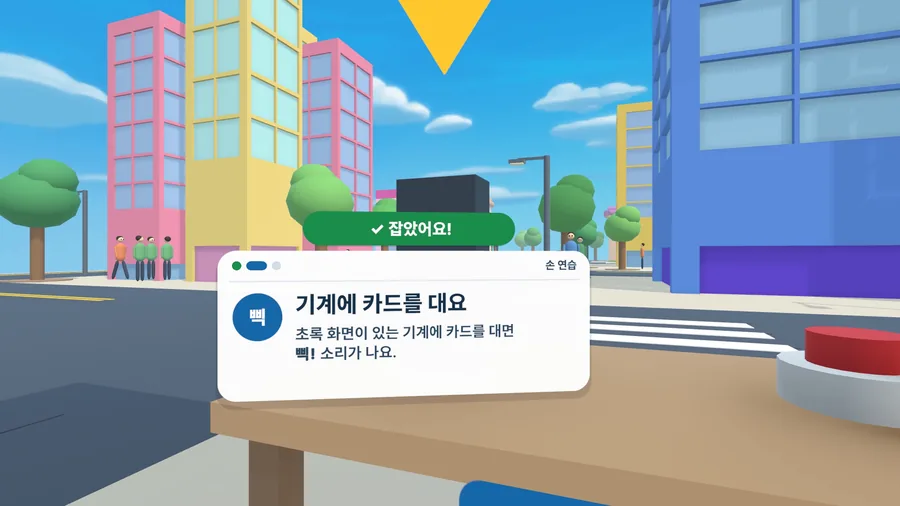 ✓ 잡았어요!
손 연습
삑
기계에 카드를 대요
초록 화면이 있는 기계에 카드를 대면
삑! 소리가 나요.